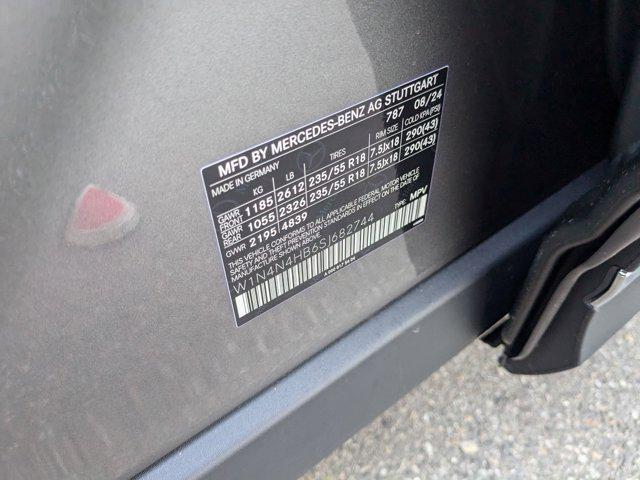 MFD BY MERCEDES-BENZ AG STUTTGART
MADE IN GERMANY 787 08/24
KG LB TIRES RIM SIZE COLD KPA(PSI)
GAWR FRONT 1185 2612 235/55 R18 7.5Jx18 290(43)
GAWR REAR 1055 2326 235/55 R18 7.5Jx18 290(43)
GVWR 2195 4839
THIS VEHICLE CONFORMS TO ALL APPLICABLE FEDERAL MOTOR VEHICLE
SAFETY, BUMPER, AND THEFT PREVENTION STANDARDS IN EFFECT ON THE DATE OF
MANUFACTURE SHOWN ABOVE. TYPE: MPV
W1N4N4HB6SJ682744